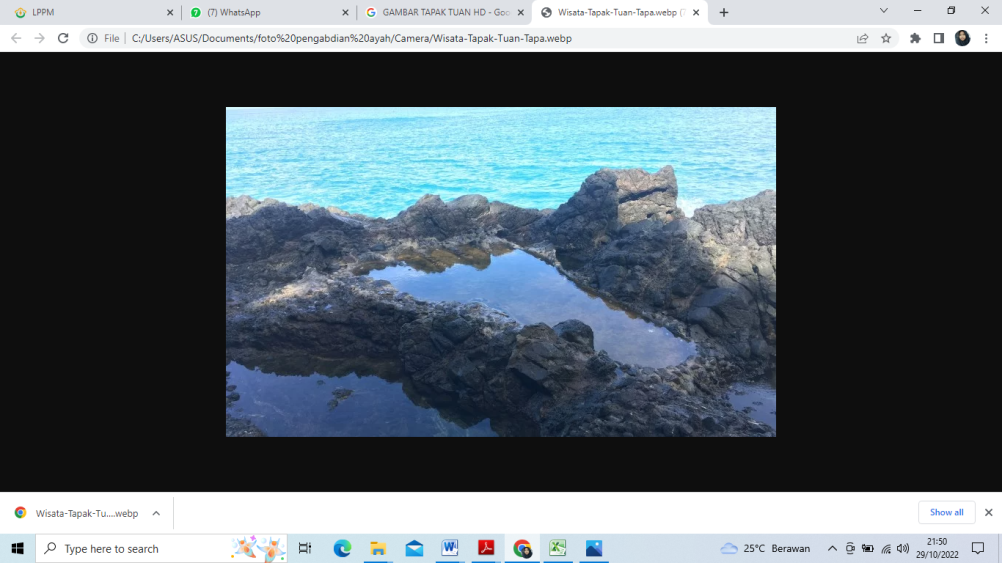 LPPM
(7) WhatsApp
GAMBAR TAPAK TUAN HD - Goo
Wisata-Tapak-Tuan-Tapa.webp (
File
C:/Users/ASUS/Documents/foto%20pengabdian%20ayah/Camera/Wisata-Tapak-Tuan-Tapa.webp
Wisata-Tapak-Tu....webp
Show all
Type here to search
25°C Berawan
21:50
29/10/2022